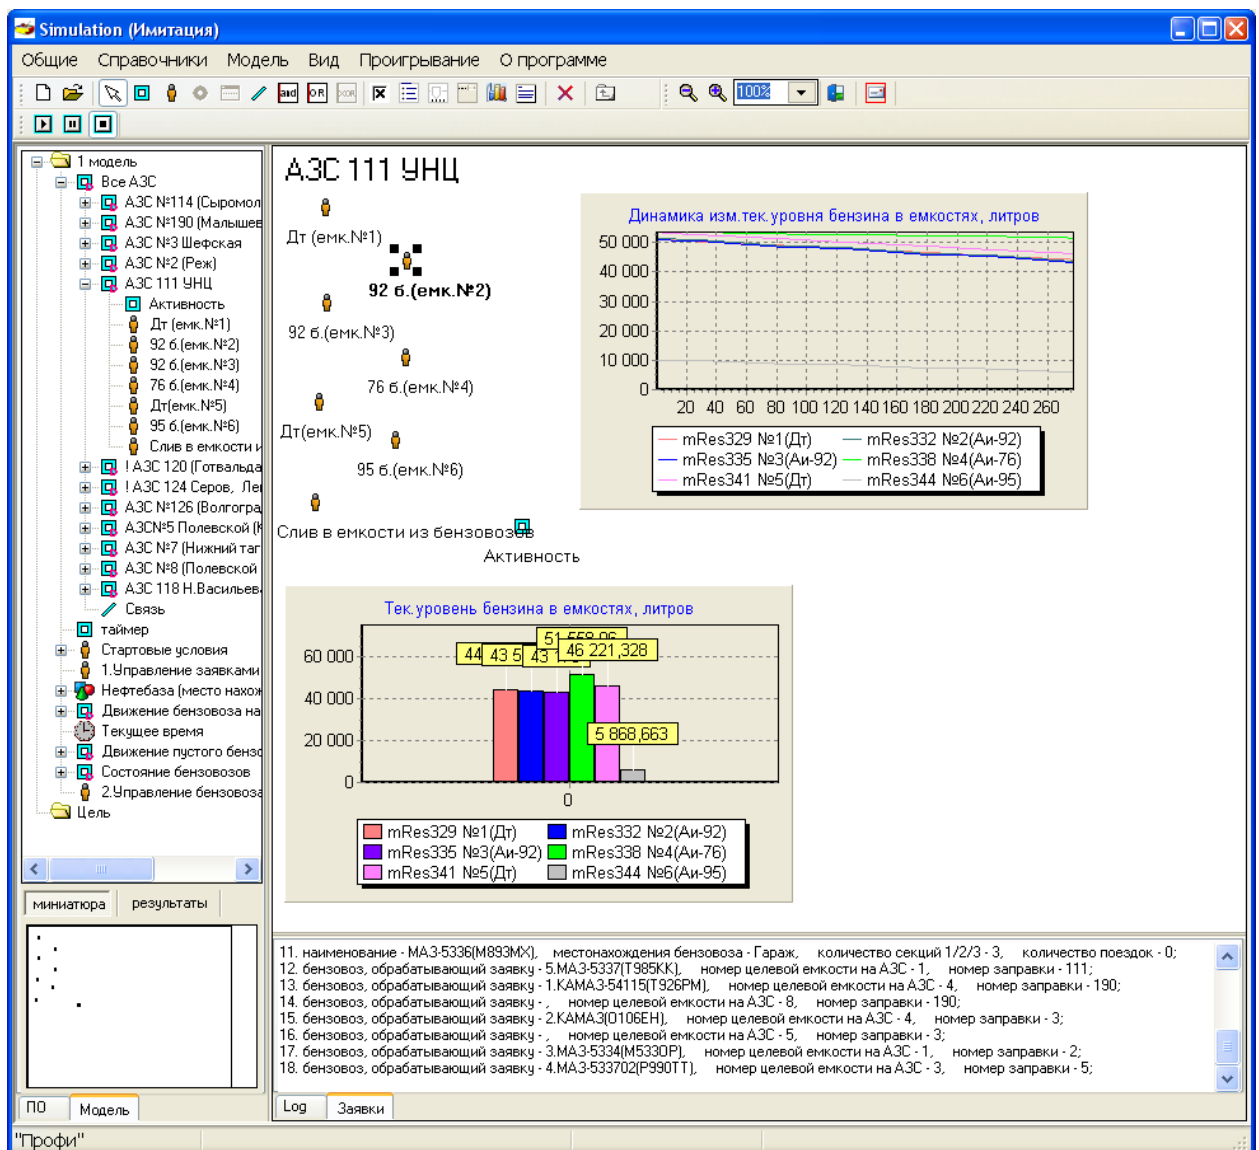 Simulation (Имитация)
Общие Справочники Модель Вид Проигрывание О программе
and OR XOR 100%
1 модель
Все АЗС
АЗС №114 (Сыромол
АЗС №190 (Малышев
АЗС №3 Шефская
АЗС №2 (Реж)
АЗС 111 УНЦ
Активность
Дт (емк.№1)
92 б.(емк.№2)
92 б.(емк.№3)
76 б.(емк.№4)
Дт(емк.№5)
95 б.(емк.№6)
Слив в емкости и
! АЗС 120 (Готвальда
! АЗС 124 Серов, Ле
АЗС №126 (Волгоград
АЗС№5 Полевской (К
АЗС №7 (Нижний таг
АЗС №8 (Полевской
АЗС 118 Н.Васильев
Связь
таймер
Стартовые условия
1.Управление заявками
Нефтебаза (место нахож
Движение бензовоза на
Текущее время
Движение пустого бензо
Состояние бензовозов
2.Управление бензовоза
Цель
миниатюра результаты
ПО Модель
АЗС 111 УНЦ
Дт (емк.№1)
92 б.(емк.№2)
92 б.(емк.№3)
76 б.(емк.№4)
Дт(емк.№5)
95 б.(емк.№6)
Слив в емкости из бензовозов
Активность
Динамика изм.тек.уровня бензина в емкостях, литров
50 000
40 000
30 000
20 000
10 000
0
20 40 60 80 100 120 140 160 180 200 220 240 260
mRes329 №1(Дт) mRes332 №2(Аи-92)
mRes335 №3(Аи-92) mRes338 №4(Аи-76)
mRes341 №5(Дт) mRes344 №6(Аи-95)
Тек.уровень бензина в емкостях, литров
60 000
40 000
20 000
0
44 43 5 43 51 558,06 46 221,328
5 868,663
0
mRes329 №1(Дт) mRes332 №2(Аи-92)
mRes335 №3(Аи-92) mRes338 №4(Аи-76)
mRes341 №5(Дт) mRes344 №6(Аи-95)
11. наименование - МАЗ-5336(М893МХ), местонахождения бензовоза - Гараж, количество секций 1/2/3 - 3, количество поездок - 0;
12. бензовоз, обрабатывающий заявку - 5.МАЗ-5337(Т985КК), номер целевой емкости на АЗС - 1, номер заправки - 111;
13. бензовоз, обрабатывающий заявку - 1.КАМАЗ-54115(Т926РМ), номер целевой емкости на АЗС - 4, номер заправки - 190;
14. бензовоз, обрабатывающий заявку - , номер целевой емкости на АЗС - 8, номер заправки - 190;
15. бензовоз, обрабатывающий заявку - 2.КАМАЗ(О106ЕН), номер целевой емкости на АЗС - 4, номер заправки - 3;
16. бензовоз, обрабатывающий заявку - , номер целевой емкости на АЗС - 5, номер заправки - 3;
17. бензовоз, обрабатывающий заявку - 3.МАЗ-5334(М533ОР), номер целевой емкости на АЗС - 1, номер заправки - 2;
18. бензовоз, обрабатывающий заявку - 4.МАЗ-533702(Р990ТТ), номер целевой емкости на АЗС - 3, номер заправки - 5;
Log Заявки
"Профи"